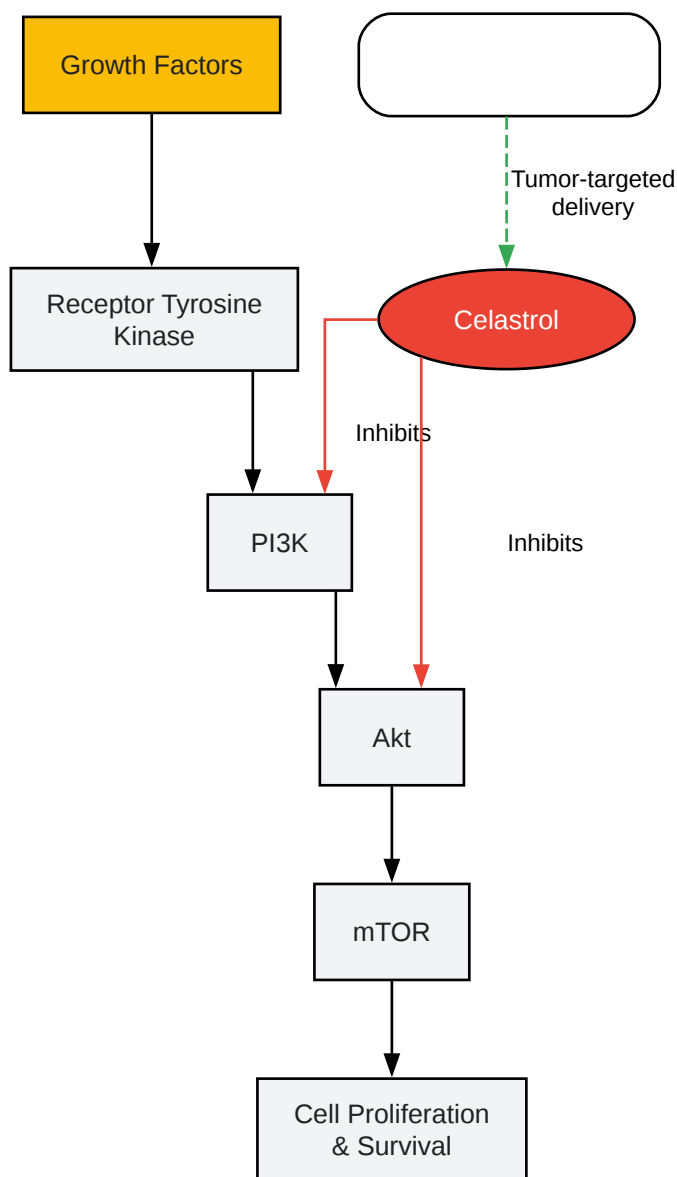 Growth Factors
Tumor-targeted
delivery
Receptor Tyrosine
Kinase
Celastrol
Inhibits
PI3K
Inhibits
Akt
mTOR
Cell Proliferation
& Survival